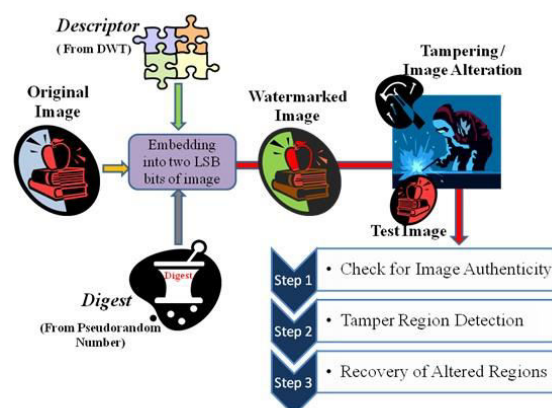 Descriptor
( From DWT)
Original
Image
Embedding
into two LSB
bits of image
Watermarked
Image
Tampering /
Image Alteration
Test Image
Digest
Digest
(From Pseudorandom
Number)
Step 1
• Check for Image Authenticity
Step 2
• Tamper Region Detection
Step 3
• Recovery of Altered Regions